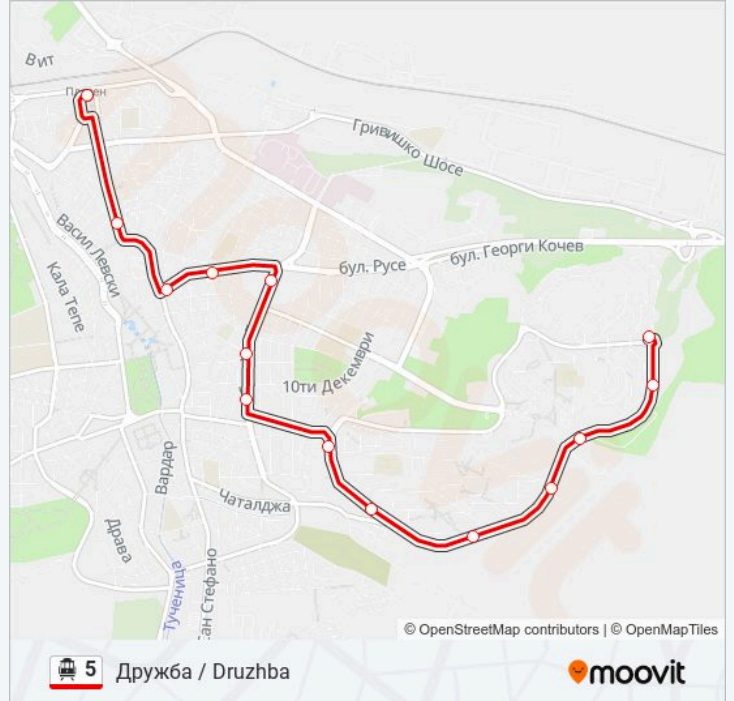 Вит
Гривишко Шосе
Васил Левски
Кала Тепе
бул. Русе
бул. Георги Кочев
10ти Декември
Вардар
Чаталджа
Драва
Тученица
Сан Стефано
© OpenStreetMap contributors | © OpenMapTiles
5 Дружба / Druzhba
moovit